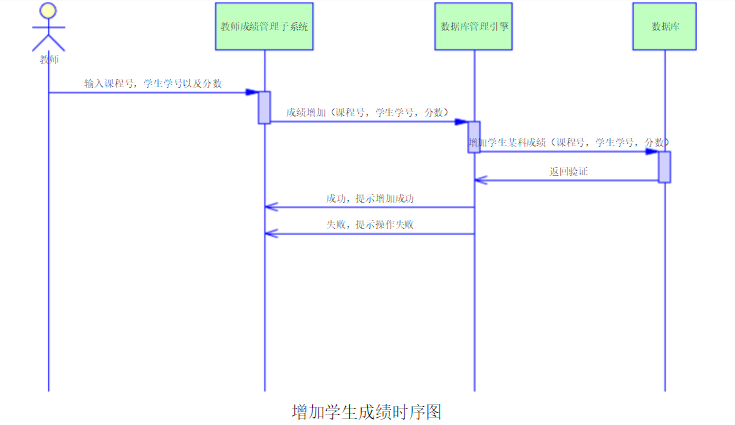 教师成绩管理子系统
数据库管理引擎
数据库
教师
输入课程号，学生学号以及分数
成绩增加（课程号，学生学号，分数）
增加学生某科成绩（课程号，学生学号，分数）
返回验证
成功，提示增加成功
失败，提示操作失败
增加学生成绩时序图